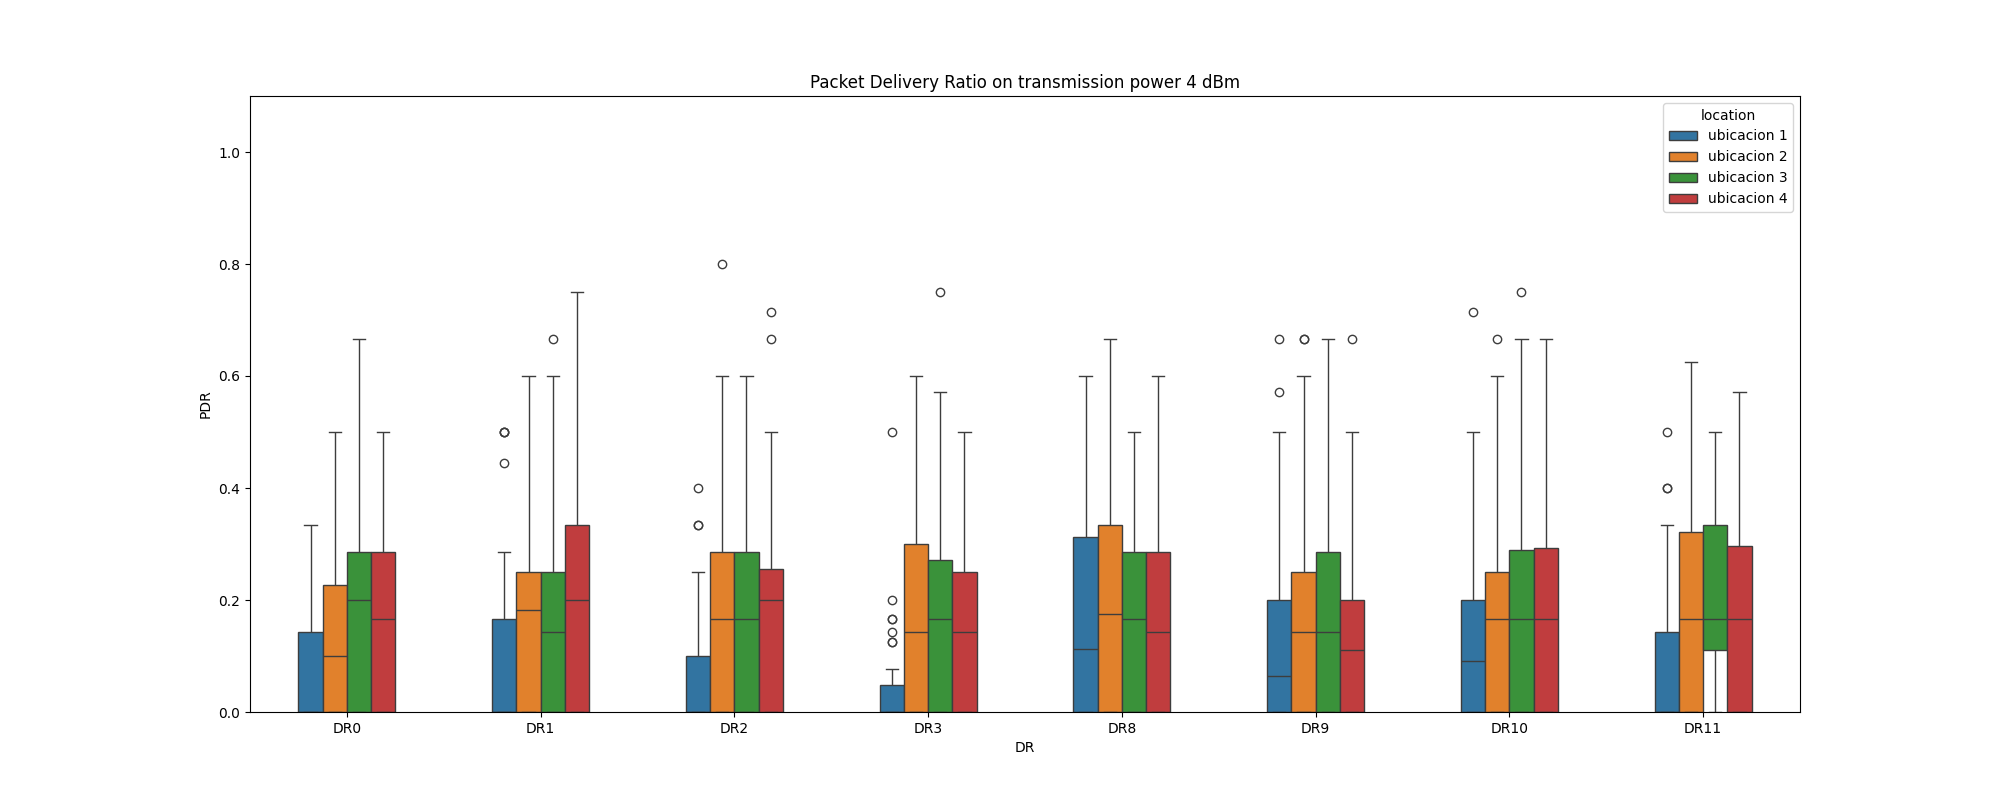 Packet Delivery Ratio on transmission power 4 dBm
location
ubicacion 1
ubicacion 2
ubicacion 3
ubicacion 4
1.0
0.8
0.6
0.4
0.2
0.0
PDR
DR0 DR1 DR2 DR3 DR8 DR9 DR10 DR11
DR